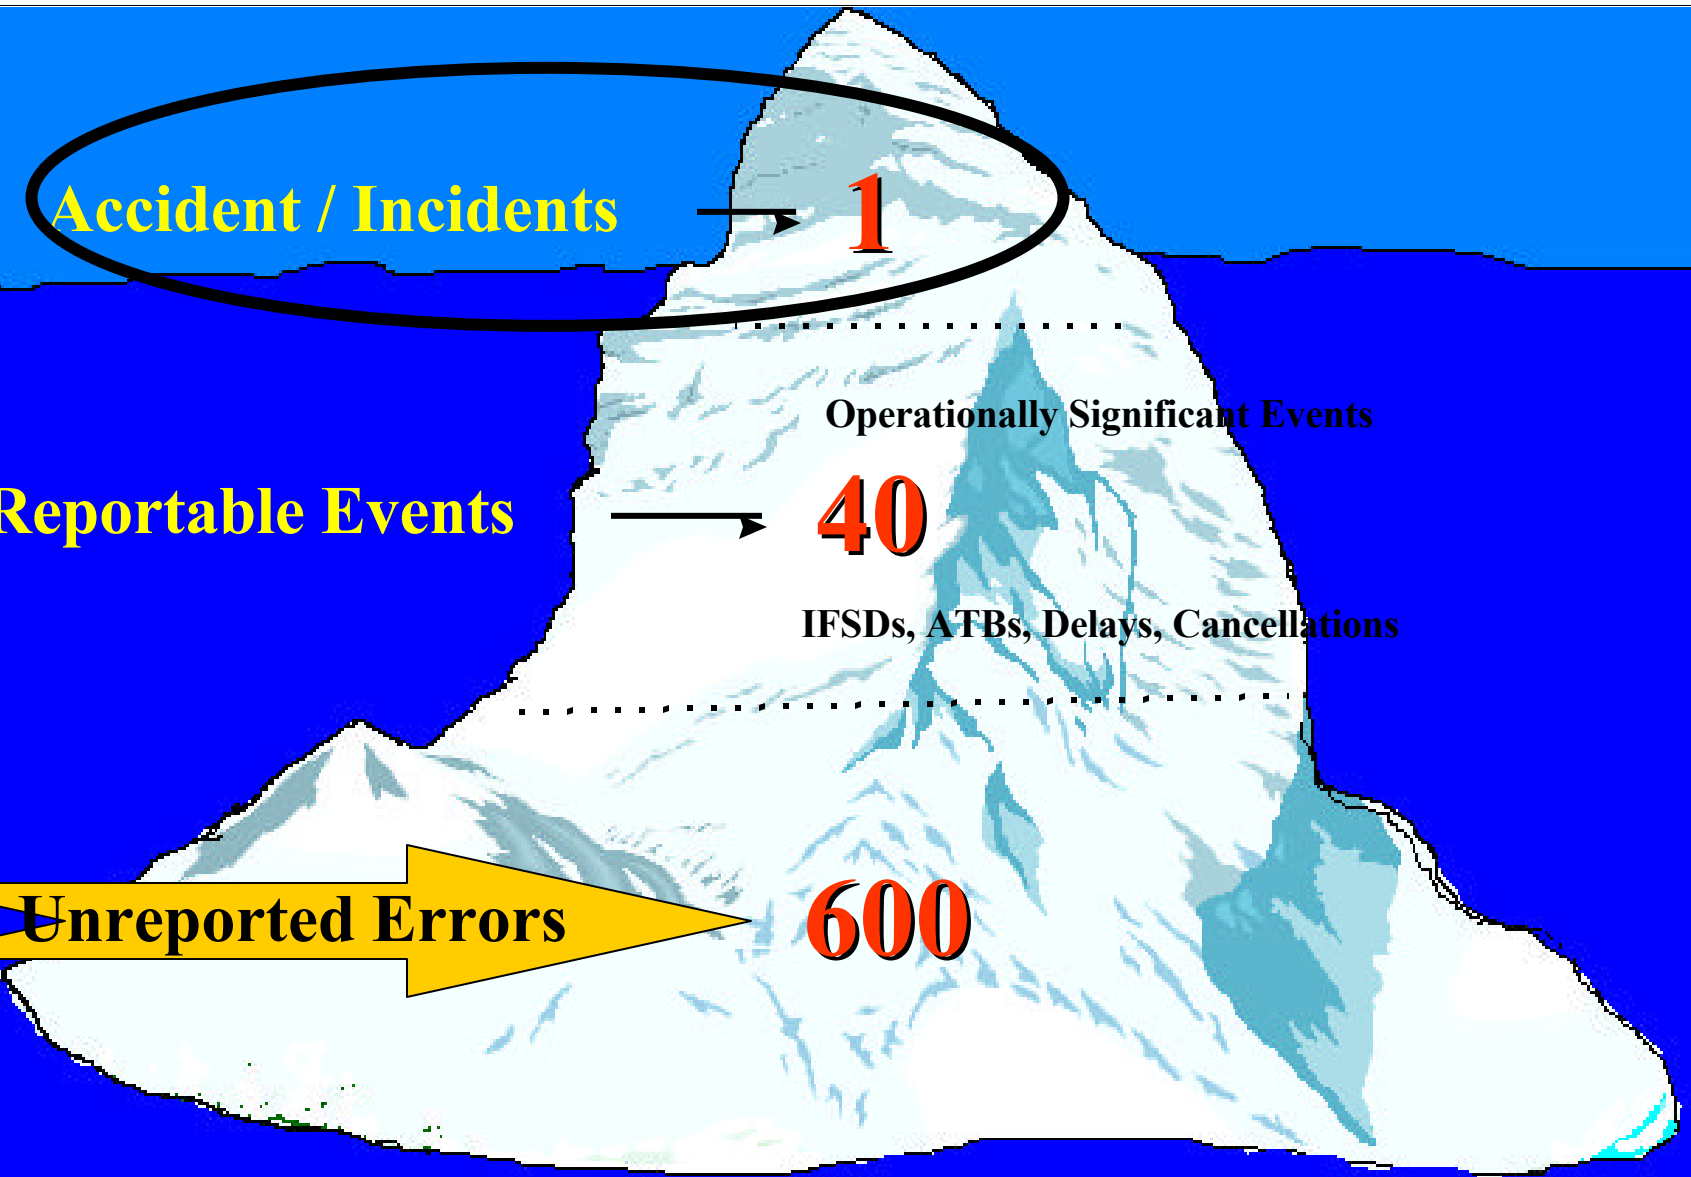 Accident / Incidents 1
Operationally Significant Events
Reportable Events 40
IFSDs, ATBs, Delays, Cancellations
Unreported Errors 600